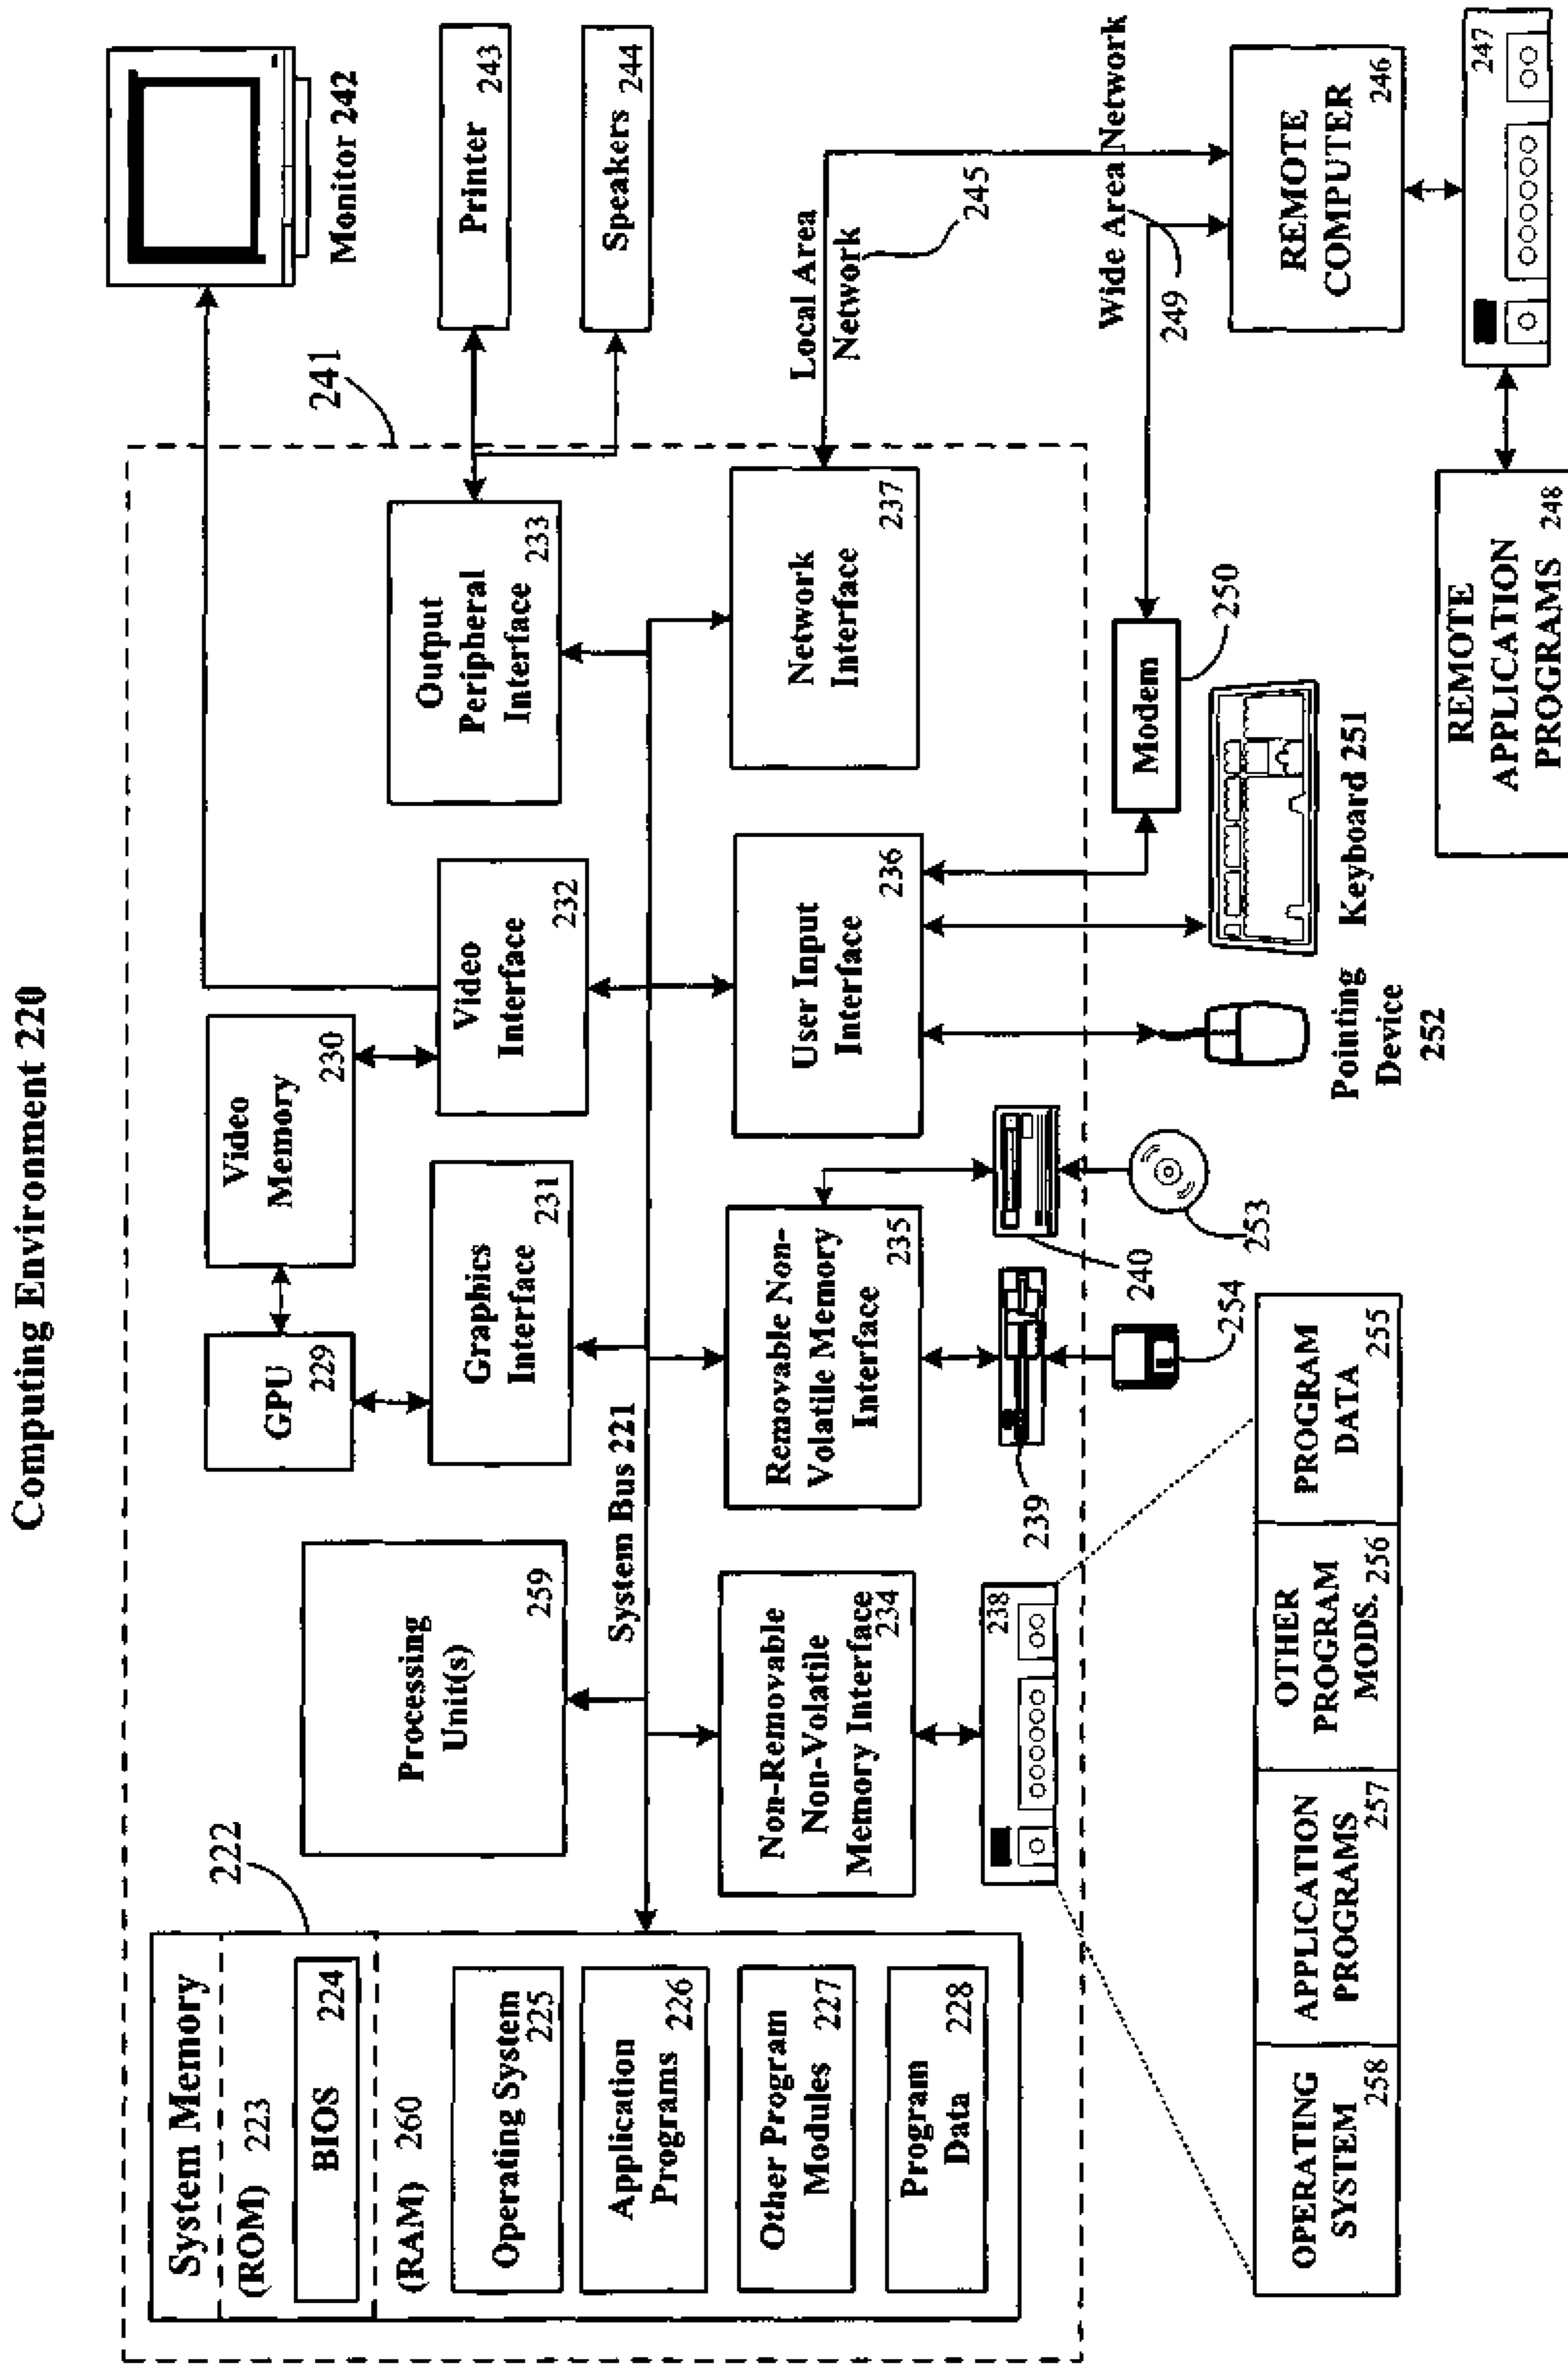 Computing Environment 220
System Memory
222
(ROM) 223
BIOS 224
(RAM) 260
Operating System
225
Application
Programs 226
Other Program
Modules 227
Program
Data 228
Processing
Unit(s)
259
System Bus 221
GPU
229
Video
Memory
230
Graphics
Interface 231
Video
Interface
232
Output
Peripheral
Interface 233
241
Monitor 242
Printer
243
Speakers
244
Non-Removable
Non-Volatile
Memory Interface
234
Removable Non-
Volatile Memory
Interface 235
User Input
Interface 236
Network
Interface 237
Local Area
Network
245
238
239
240
254
253
Modem
250
Wide Area Network
249
REMOTE
COMPUTER
246
247
Pointing
Device
252
Keyboard 251
OPERATING
SYSTEM 258
APPLICATION
PROGRAMS 257
OTHER
PROGRAM
MODS. 256
PROGRAM
DATA 255
REMOTE
APPLICATION
PROGRAMS 248